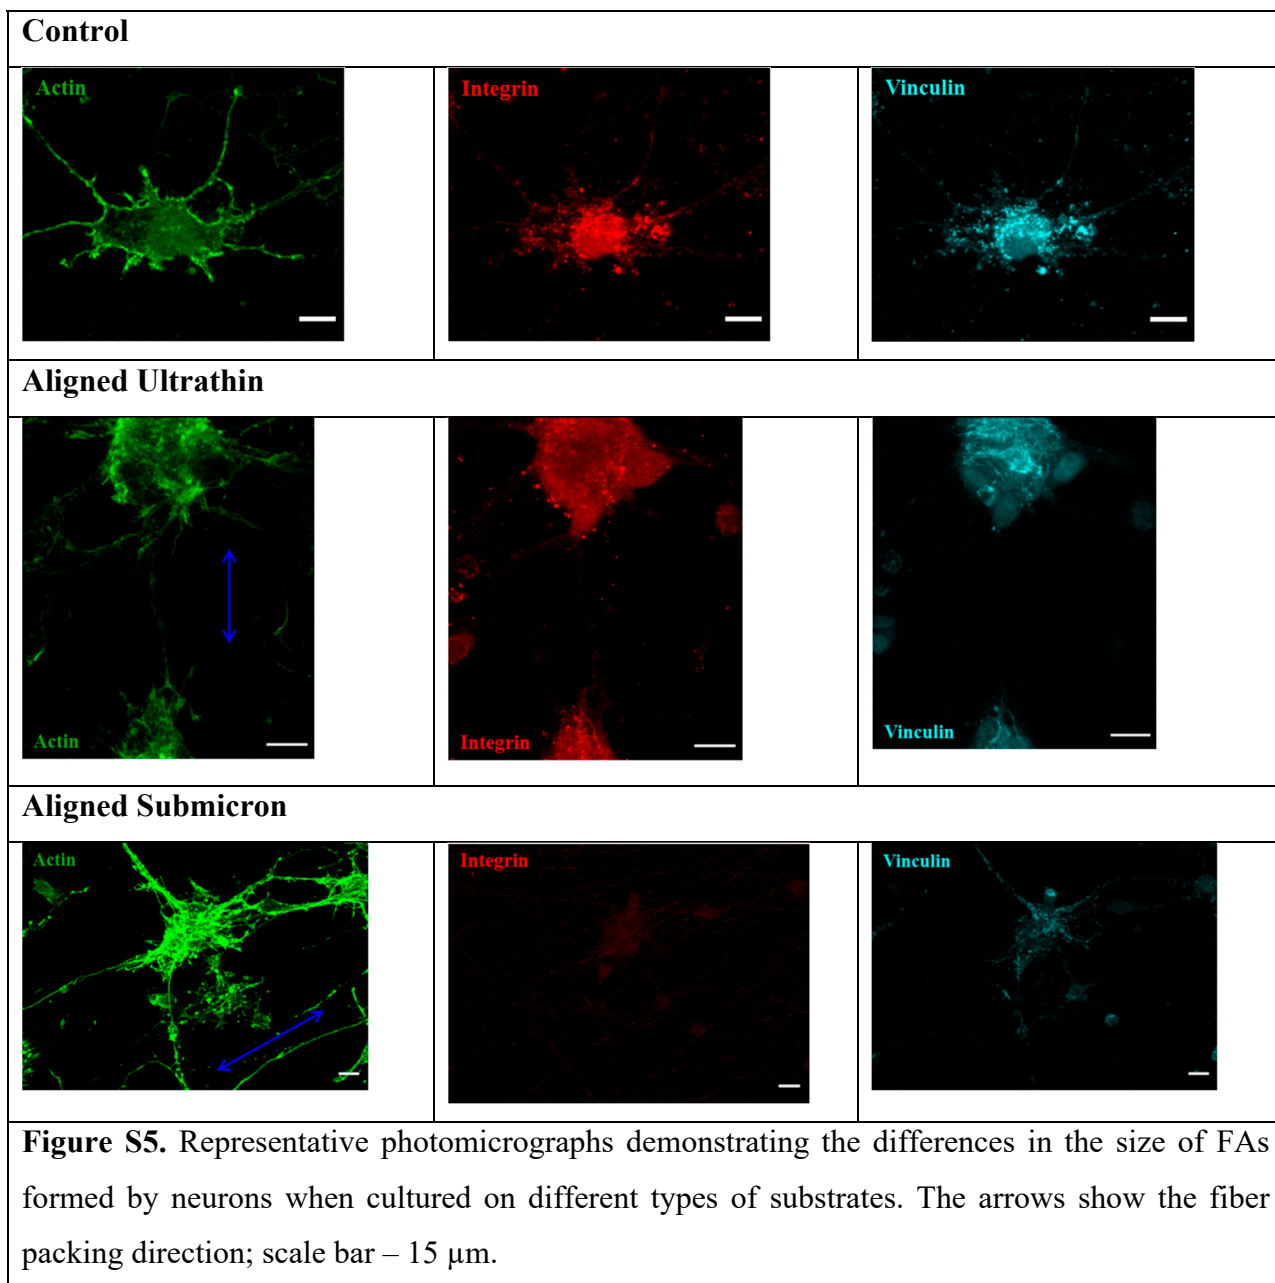 Control
Actin
Integrin
Vinculin
Aligned Ultrathin
Actin
Integrin
Vinculin
Aligned Submicron
Actin
Integrin
Vinculin
Figure S5. Representative photomicrographs demonstrating the differences in the size of FAs
formed by neurons when cultured on different types of substrates. The arrows show the fiber
packing direction; scale bar – 15 µm.